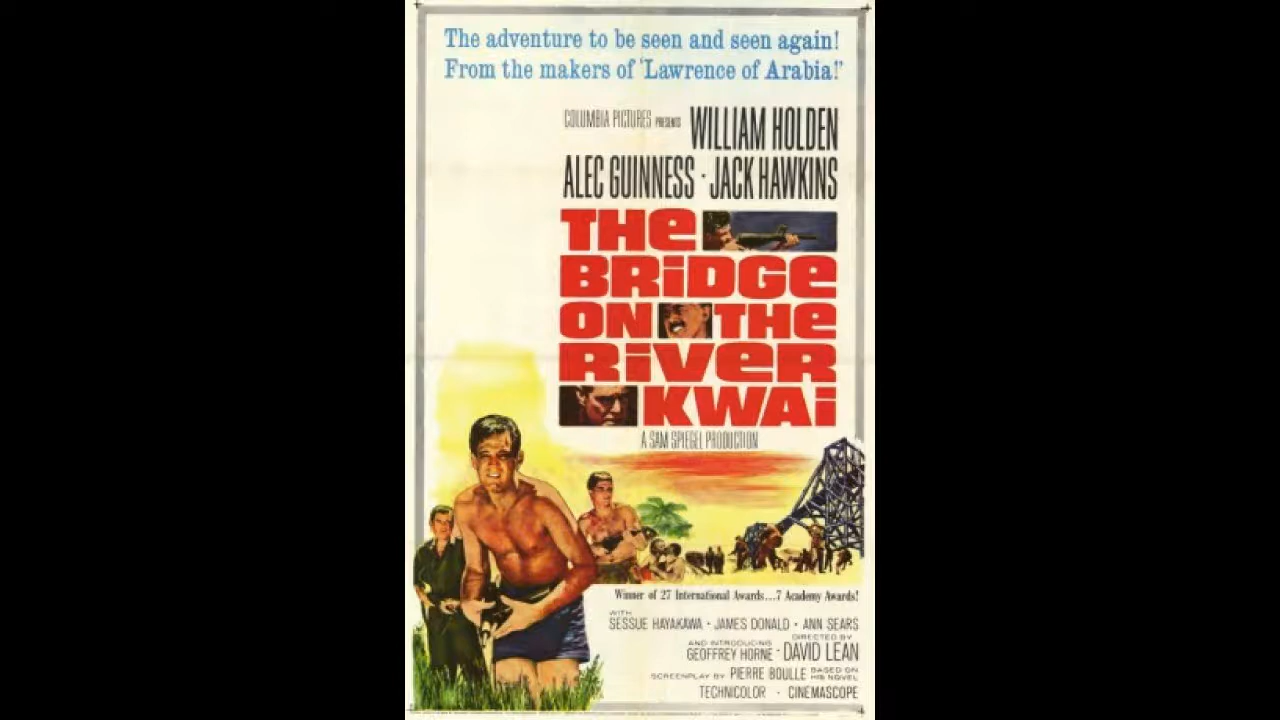 The adventure to be seen and seen again!
From the makers of 'Lawrence of Arabia!'
COLUMBIA PICTURES PRESENTS WILLIAM HOLDEN
ALEC GUINNESS · JACK HAWKINS
THe
BRiDGe
ON THe
RiVeR
KWAi
A SAM SPIEGEL PRODUCTION
Winner of 27 International Awards...7 Academy Awards!
WITH
SESSUE HAYAKAWA · JAMES DONALD · ANN SEARS
AND INTRODUCING GEOFFREY HORNE · DIRECTED BY DAVID LEAN
SCREENPLAY BY PIERRE BOULLE BASED ON HIS NOVEL
TECHNICOLOR · CINEMASCOPE